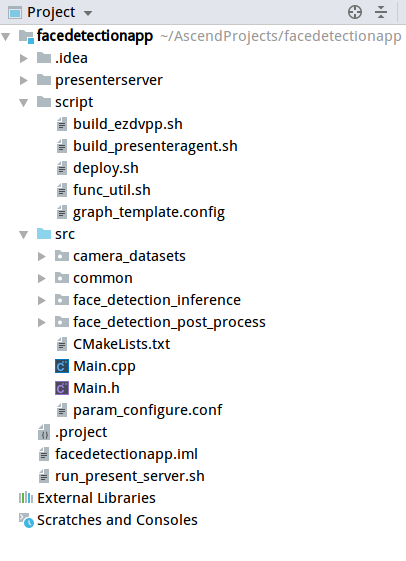 Project
facedetectionapp ~/AscendProjects/facedetectionapp
.idea
presenterserver
script
build_ezdvpp.sh
build_presenteragent.sh
deploy.sh
func_util.sh
graph_template.config
src
camera_datasets
common
face_detection_inference
face_detection_post_process
CMakeLists.txt
Main.cpp
Main.h
param_configure.conf
.project
facedetectionapp.iml
run_present_server.sh
External Libraries
Scratches and Consoles